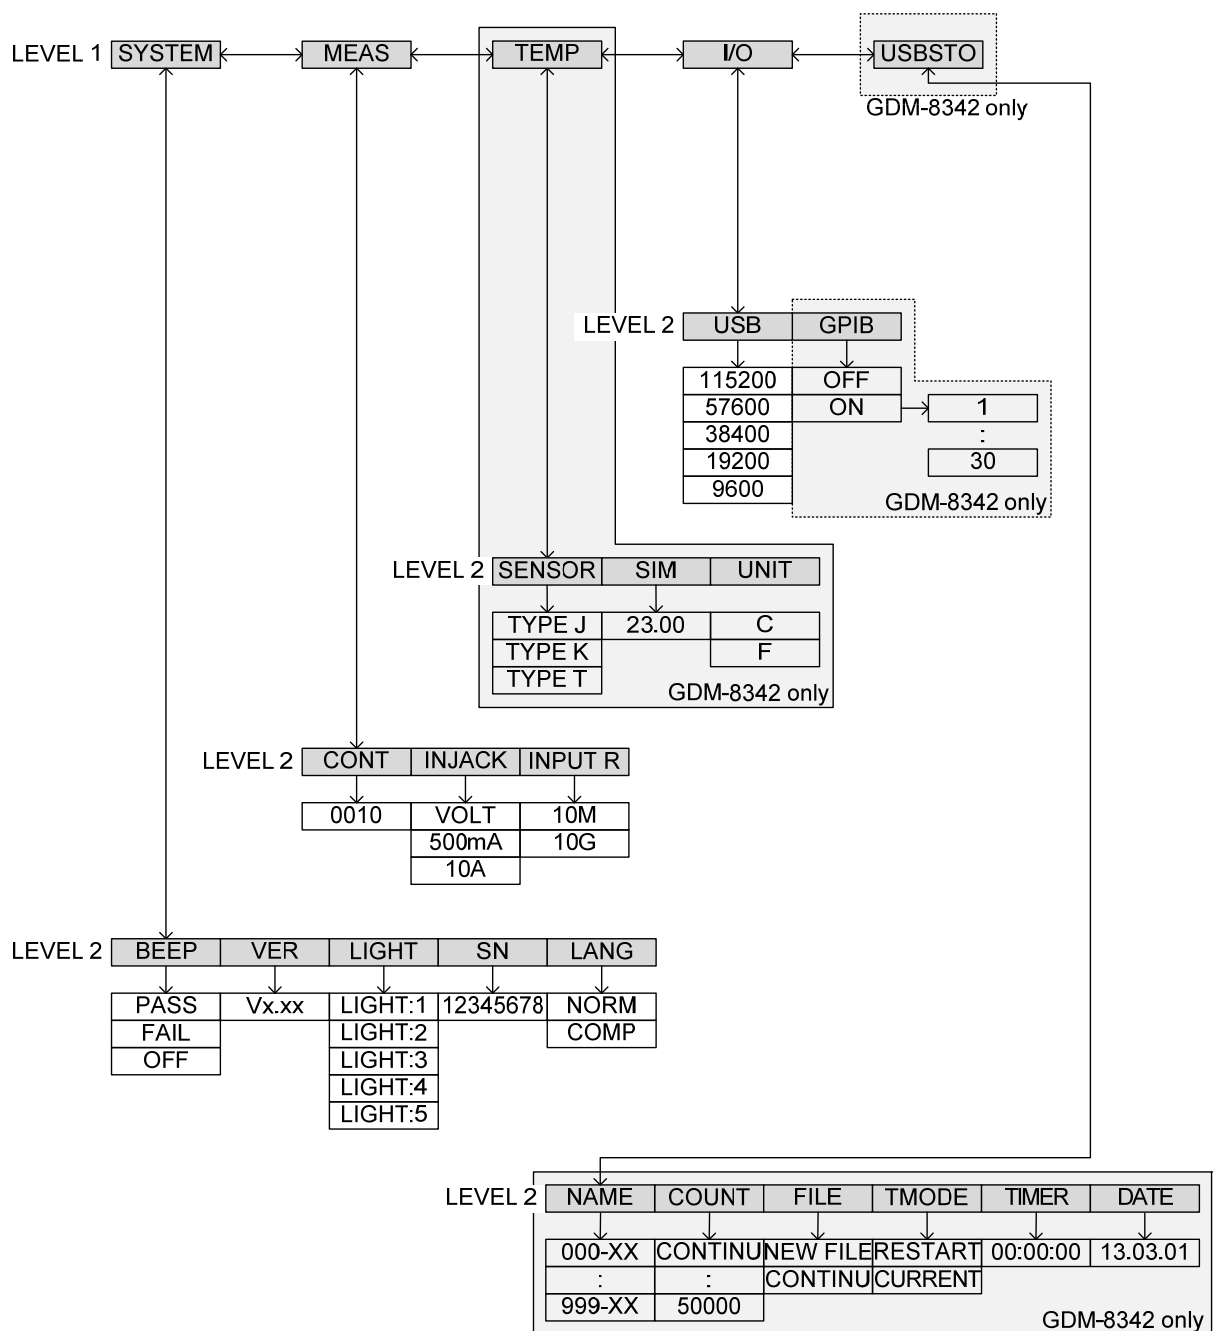 LEVEL 1 SYSTEM MEAS TEMP I/O USBSTO
GDM-8342 only
LEVEL 2 USB GPIB
115200 OFF
57600 ON 1
38400 :
19200 30
9600
GDM-8342 only
LEVEL 2 SENSOR SIM UNIT
TYPE J 23.00 C
TYPE K F
TYPE T
GDM-8342 only
LEVEL 2 CONT INJACK INPUT R
0010 VOLT 10M
500mA 10G
10A
LEVEL 2 BEEP VER LIGHT SN LANG
PASS Vx.xx LIGHT:1 12345678 NORM
FAIL LIGHT:2 COMP
OFF LIGHT:3
LIGHT:4
LIGHT:5
LEVEL 2 NAME COUNT FILE TMODE TIMER DATE
000-XX CONTINU NEW FILE RESTART 00:00:00 13.03.01
: : CONTINU CURRENT
999-XX 50000
GDM-8342 only